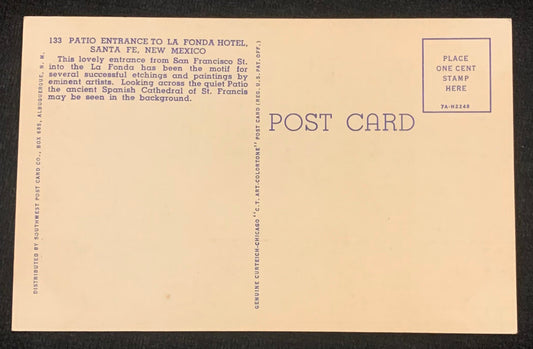 133 PATIO ENTRANCE TO LA FONDA HOTEL,
SANTA FE, NEW MEXICO
This lovely entrance from San Francisco St.
into the La Fonda has been the motif for
several successful etchings and paintings by
eminent artists. Looking across the quiet Patio
the ancient Spanish Cathedral of St. Francis
may be seen in the background.
DISTRIBUTED BY SOUTHWEST POST CARD CO., BOX 685, ALBUQUERQUE, N. M.
GENUINE CURTEICH-CHICAGO "C. T. ART-COLORTONE" POST CARD (REG. U. S. PAT. OFF.)
POST CARD
PLACE
ONE CENT
STAMP
HERE
7A-H2248